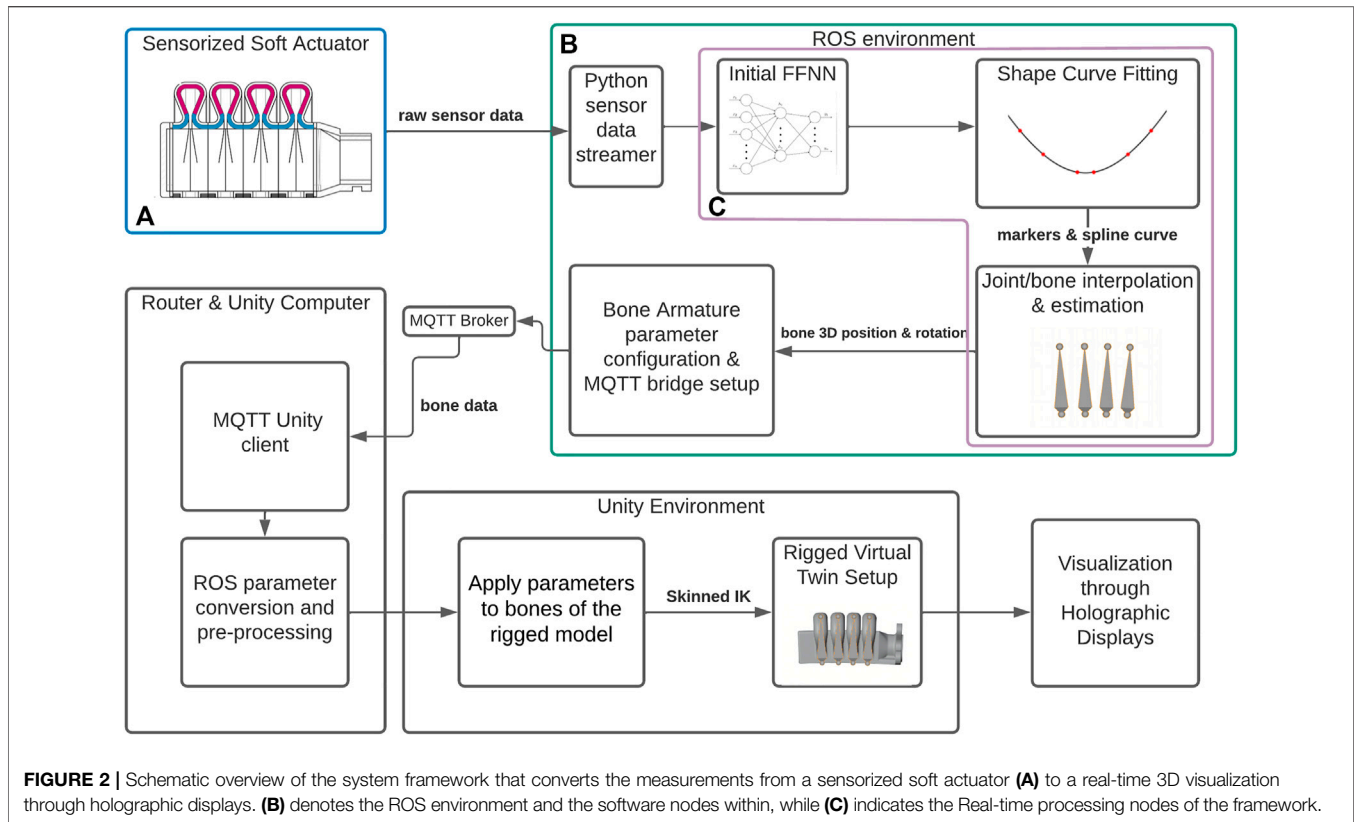 Sensorized Soft Actuator
A
raw sensor data
B
ROS environment
Python
sensor
data
streamer
Initial FFNN
C
Shape Curve Fitting
markers & spline curve
Joint/bone interpolation
& estimation
bone 3D position & rotation
Bone Armature
parameter
configuration &
MQTT bridge setup
MQTT Broker
bone data
Router & Unity Computer
MQTT Unity
client
ROS parameter
conversion and
pre-processing
Unity Environment
Apply parameters
to bones of the
rigged model
Skinned IK
Rigged Virtual
Twin Setup
Visualization
through
Holographic
Displays
FIGURE 2 | Schematic overview of the system framework that converts the measurements from a sensorized soft actuator (A) to a real-time 3D visualization
through holographic displays. (B) denotes the ROS environment and the software nodes within, while (C) indicates the Real-time processing nodes of the framework.